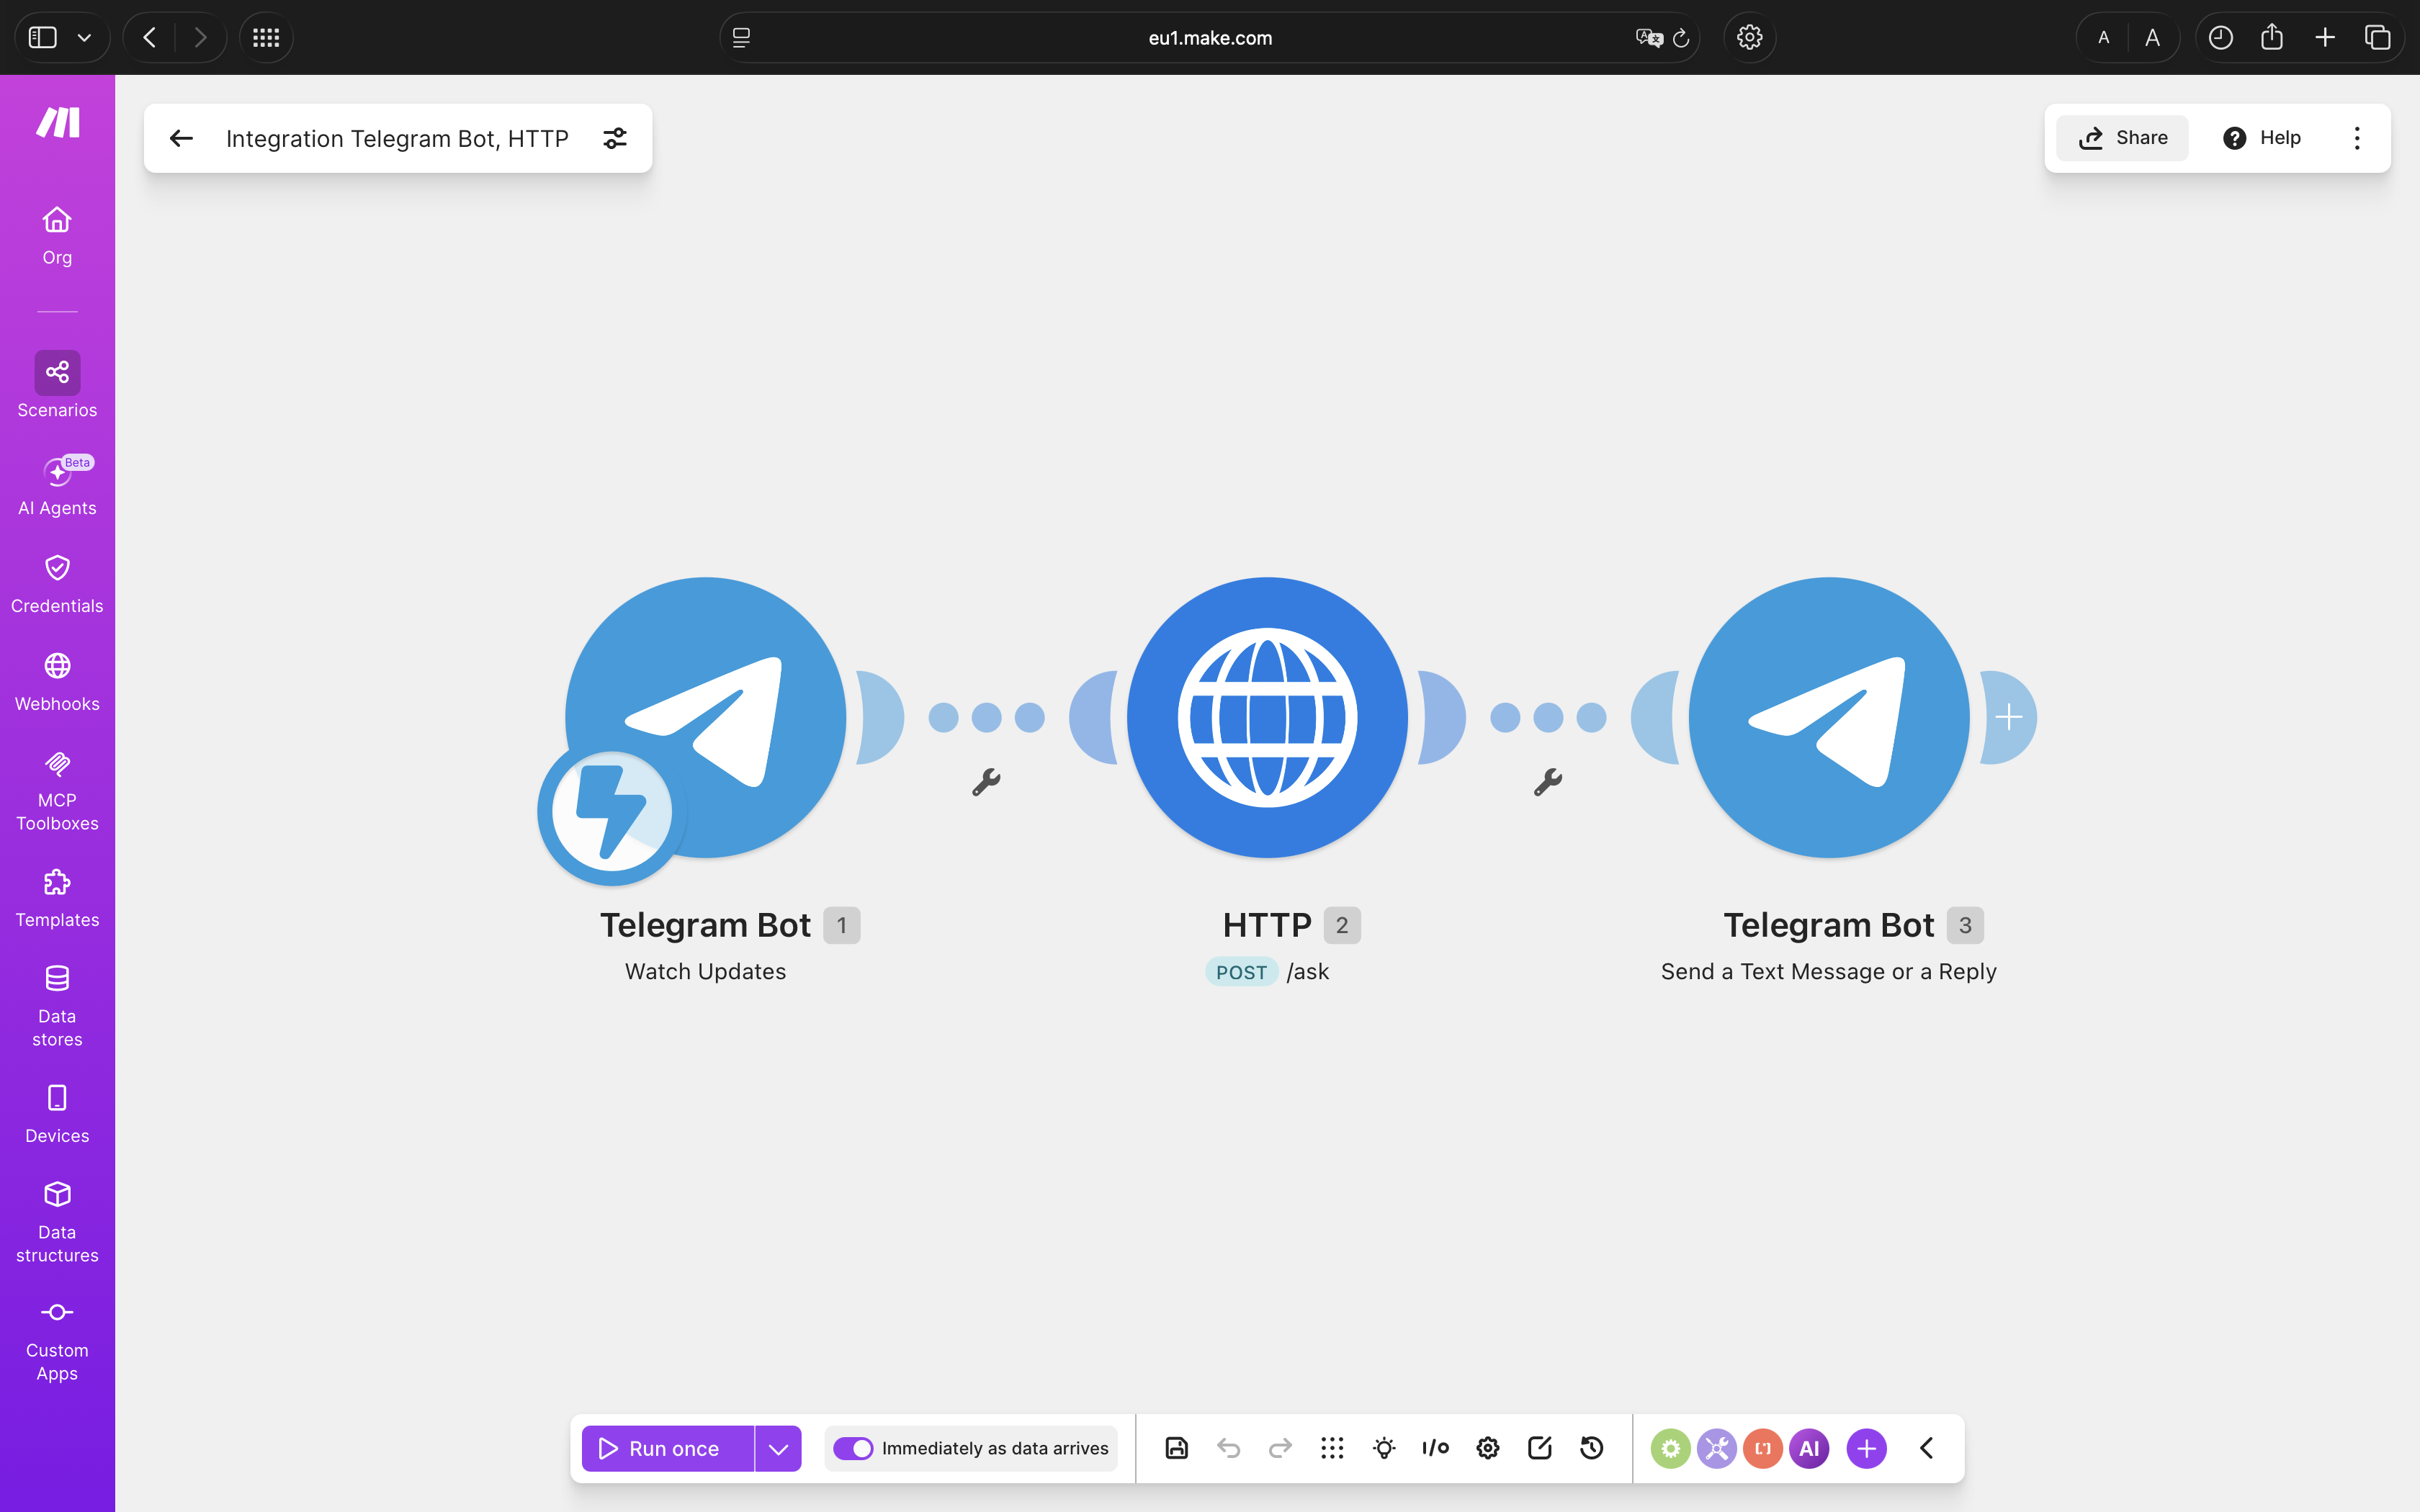 eu1.make.com
A
A
Integration Telegram Bot, HTTP
Share
Help
Org
Scenarios
Beta
AI Agents
Credentials
Webhooks
MCP
Toolboxes
Templates
Data
stores
Devices
Data
structures
Custom
Apps
Telegram Bot 1
Watch Updates
HTTP 2
POST /ask
Telegram Bot 3
Send a Text Message or a Reply
Run once
Immediately as data arrives
AI